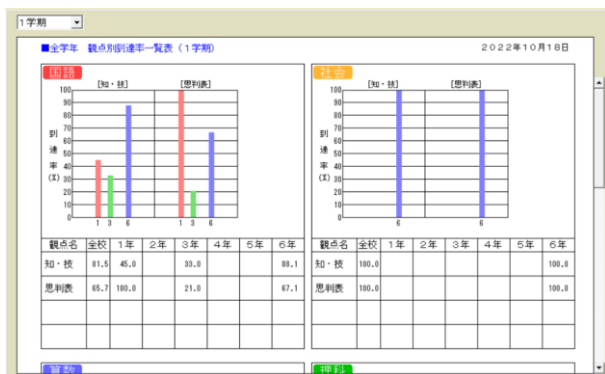 1学期
■全学年 観点別到達率一覧表(1学期) 2022年10月18日
国語
[知・技] [思判表]
到達率(%)
100
90
80
70
60
50
40
30
20
10
0
1 3 6 1 3 6
観点名 全校 1年 2年 3年 4年 5年 6年
知・技 81.5 45.0 33.0 88.1
思判表 65.7 100.0 21.0 67.1
社会
[知・技] [思判表]
到達率(%)
100
90
80
70
60
50
40
30
20
10
0
6 6
観点名 全校 1年 2年 3年 4年 5年 6年
知・技 100.0 100.0
思判表 100.0 100.0
算数
理科